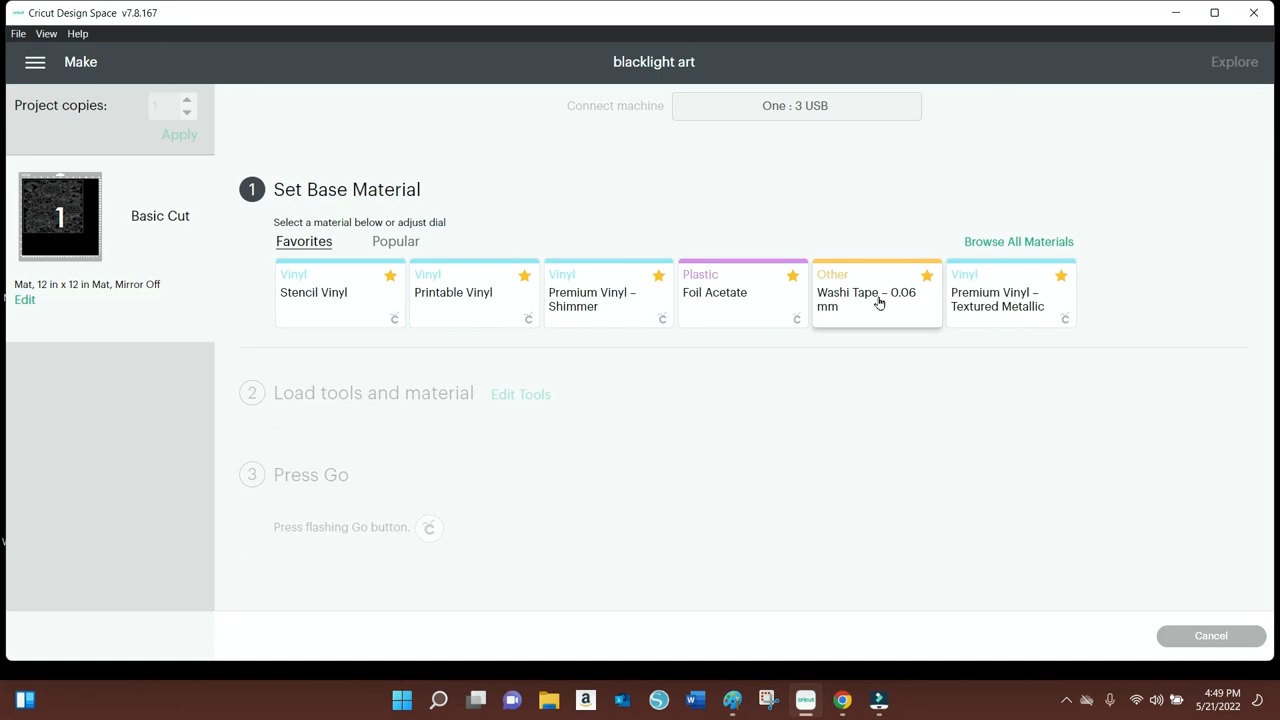 cricut Cricut Design Space v7.8.167
File View Help
Make blacklight art Explore
Project copies: 1 Connect machine One : 3 USB
Apply
1 Set Base Material
1 Basic Cut
Select a material below or adjust dial
Favorites Popular Browse All Materials
Vinyl Vinyl Vinyl Plastic Other Vinyl
Stencil Vinyl Printable Vinyl Premium Vinyl – Foil Acetate Washi Tape – 0.06 Premium Vinyl –
Shimmer mm Textured Metallic
Mat, 12 in x 12 in Mat, Mirror Off
Edit
2 Load tools and material Edit Tools
3 Press Go
Press flashing Go button.
Cancel
4:49 PM
5/21/2022